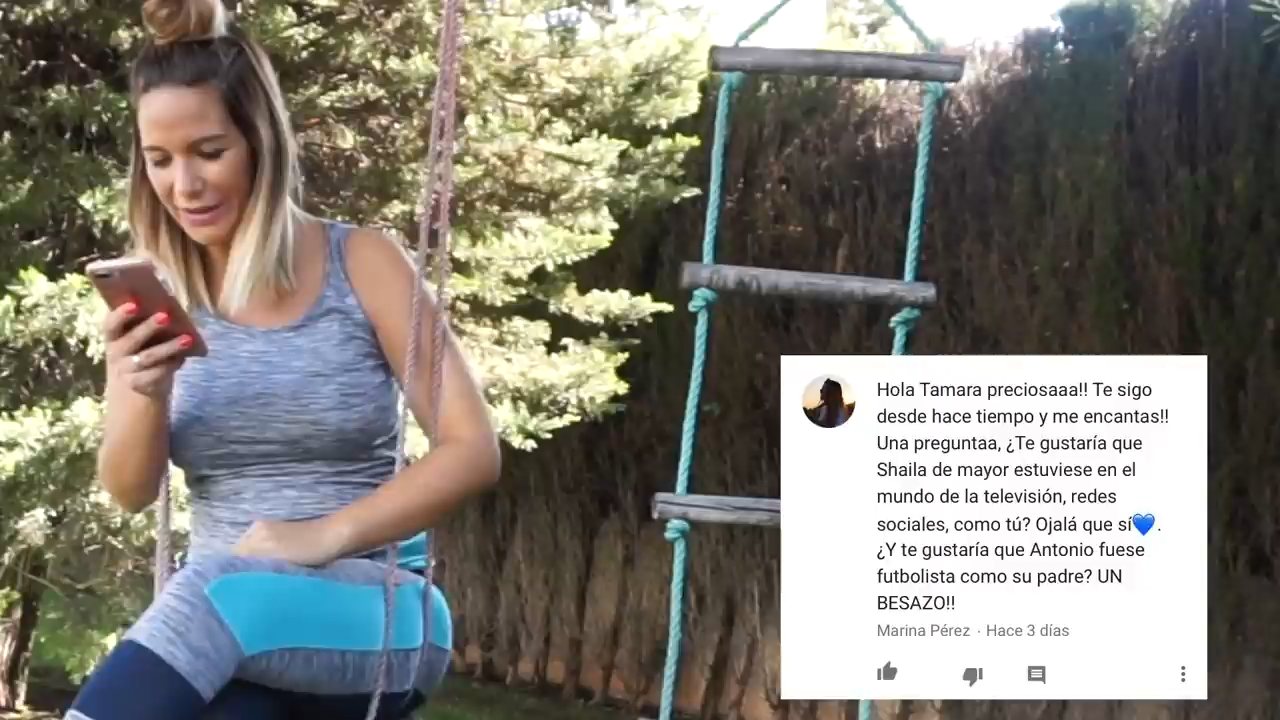 Hola Tamara preciosaaa!! Te sigo
desde hace tiempo y me encantas!!
Una preguntaa, ¿Te gustaría que
Shaila de mayor estuviese en el
mundo de la televisión, redes
sociales, como tú? Ojalá que sí💙.
¿Y te gustaría que Antonio fuese
futbolista como su padre? UN
BESAZO!!
Marina Pérez · Hace 3 días